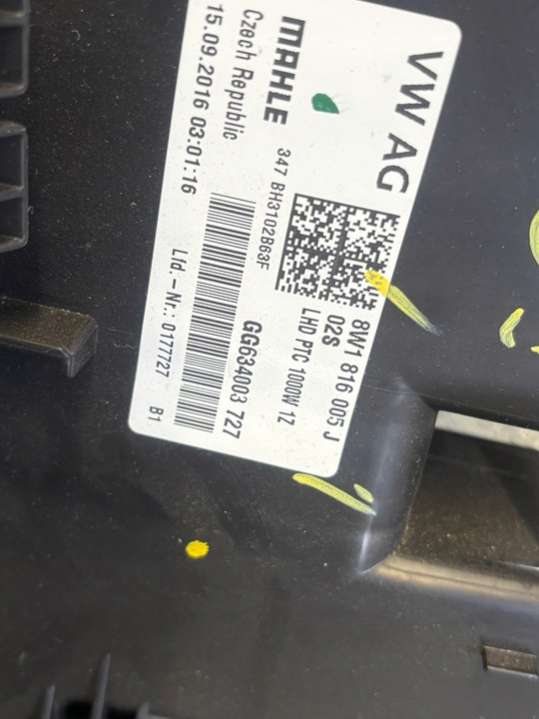 VW AG
8W1 816 005 J
02S
LHD PTC 1000W 1Z
MAHLE
347 BH3102B63F
GG634003 727
Czech Republic
15.09.2016 03:01:16
Lfd.-Nr.: 0177727
B1